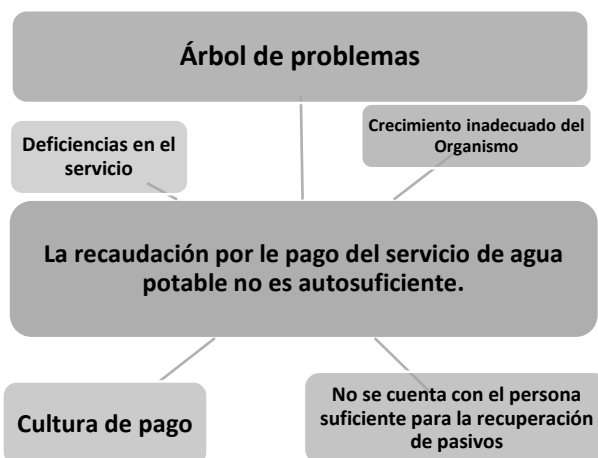 Árbol de problemas
Deficiencias en el
servicio
Crecimiento inadecuado del
Organismo
La recaudación por le pago del servicio de agua
potable no es autosuficiente.
Cultura de pago
No se cuenta con el persona
suficiente para la recuperación
de pasivos